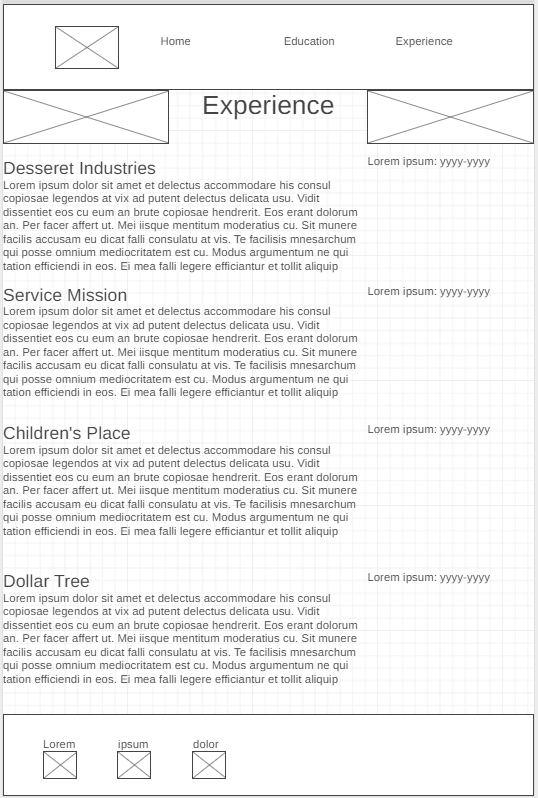 Home Education Experience
Experience
Desseret Industries
Lorem ipsum: yyyy-yyyy
Lorem ipsum dolor sit amet et delectus accommodare his consul
copiosae legendos at vix ad putent delectus delicata usu. Vidit
dissentiet eos cu eum an brute copiosae hendrerit. Eos erant dolorum
an. Per facer affert ut. Mei iisque mentitum moderatius cu. Sit munere
facilis accusam eu dicat falli consulatu at vis. Te facilisis mnesarchum
qui posse omnium mediocritatem est cu. Modus argumentum ne qui
tation efficiendi in eos. Ei mea falli legere efficiantur et tollit aliquip
Service Mission
Lorem ipsum: yyyy-yyyy
Lorem ipsum dolor sit amet et delectus accommodare his consul
copiosae legendos at vix ad putent delectus delicata usu. Vidit
dissentiet eos cu eum an brute copiosae hendrerit. Eos erant dolorum
an. Per facer affert ut. Mei iisque mentitum moderatius cu. Sit munere
facilis accusam eu dicat falli consulatu at vis. Te facilisis mnesarchum
qui posse omnium mediocritatem est cu. Modus argumentum ne qui
tation efficiendi in eos. Ei mea falli legere efficiantur et tollit aliquip
Children's Place
Lorem ipsum: yyyy-yyyy
Lorem ipsum dolor sit amet et delectus accommodare his consul
copiosae legendos at vix ad putent delectus delicata usu. Vidit
dissentiet eos cu eum an brute copiosae hendrerit. Eos erant dolorum
an. Per facer affert ut. Mei iisque mentitum moderatius cu. Sit munere
facilis accusam eu dicat falli consulatu at vis. Te facilisis mnesarchum
qui posse omnium mediocritatem est cu. Modus argumentum ne qui
tation efficiendi in eos. Ei mea falli legere efficiantur et tollit aliquip
Dollar Tree
Lorem ipsum: yyyy-yyyy
Lorem ipsum dolor sit amet et delectus accommodare his consul
copiosae legendos at vix ad putent delectus delicata usu. Vidit
dissentiet eos cu eum an brute copiosae hendrerit. Eos erant dolorum
an. Per facer affert ut. Mei iisque mentitum moderatius cu. Sit munere
facilis accusam eu dicat falli consulatu at vis. Te facilisis mnesarchum
qui posse omnium mediocritatem est cu. Modus argumentum ne qui
tation efficiendi in eos. Ei mea falli legere efficiantur et tollit aliquip
Lorem ipsum dolor